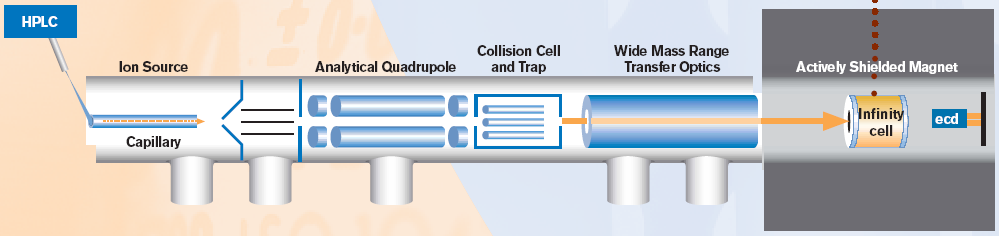 HPLC
Ion Source
Capillary
Analytical Quadrupole
Collision Cell
and Trap
Wide Mass Range
Transfer Optics
Actively Shielded Magnet
Infinity
cell
ecd